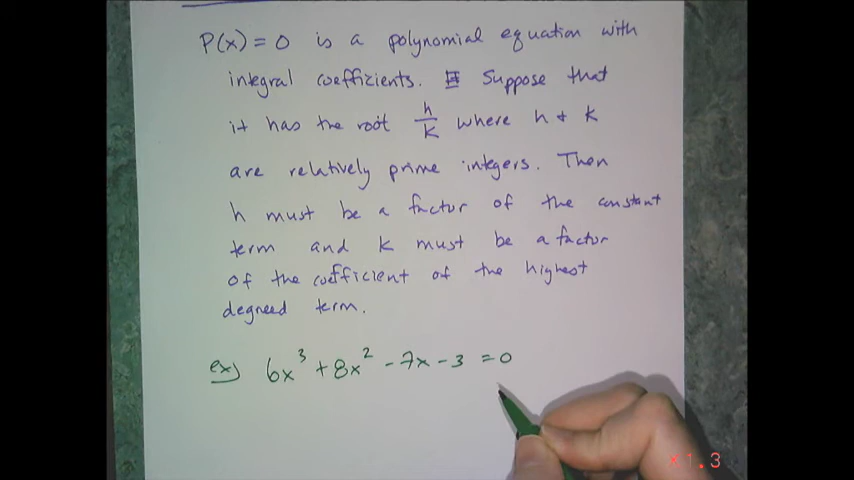 P(x) = 0 is a polynomial equation with
integral coefficients. Suppose that
it has the root h/k where h + k
are relatively prime integers. Then
h must be a factor of the constant
term and k must be a factor
of the coefficient of the highest
degreed term.
ex) 6x³ + 8x² - 7x - 3 = 0
x1.3